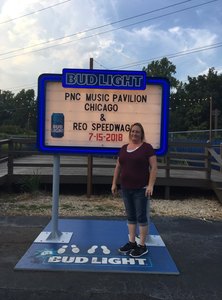 BUD LIGHT
PNC MUSIC PAVILION
CHICAGO
&
REO SPEEDWAGON
7-15-2018
BUD LIGHT